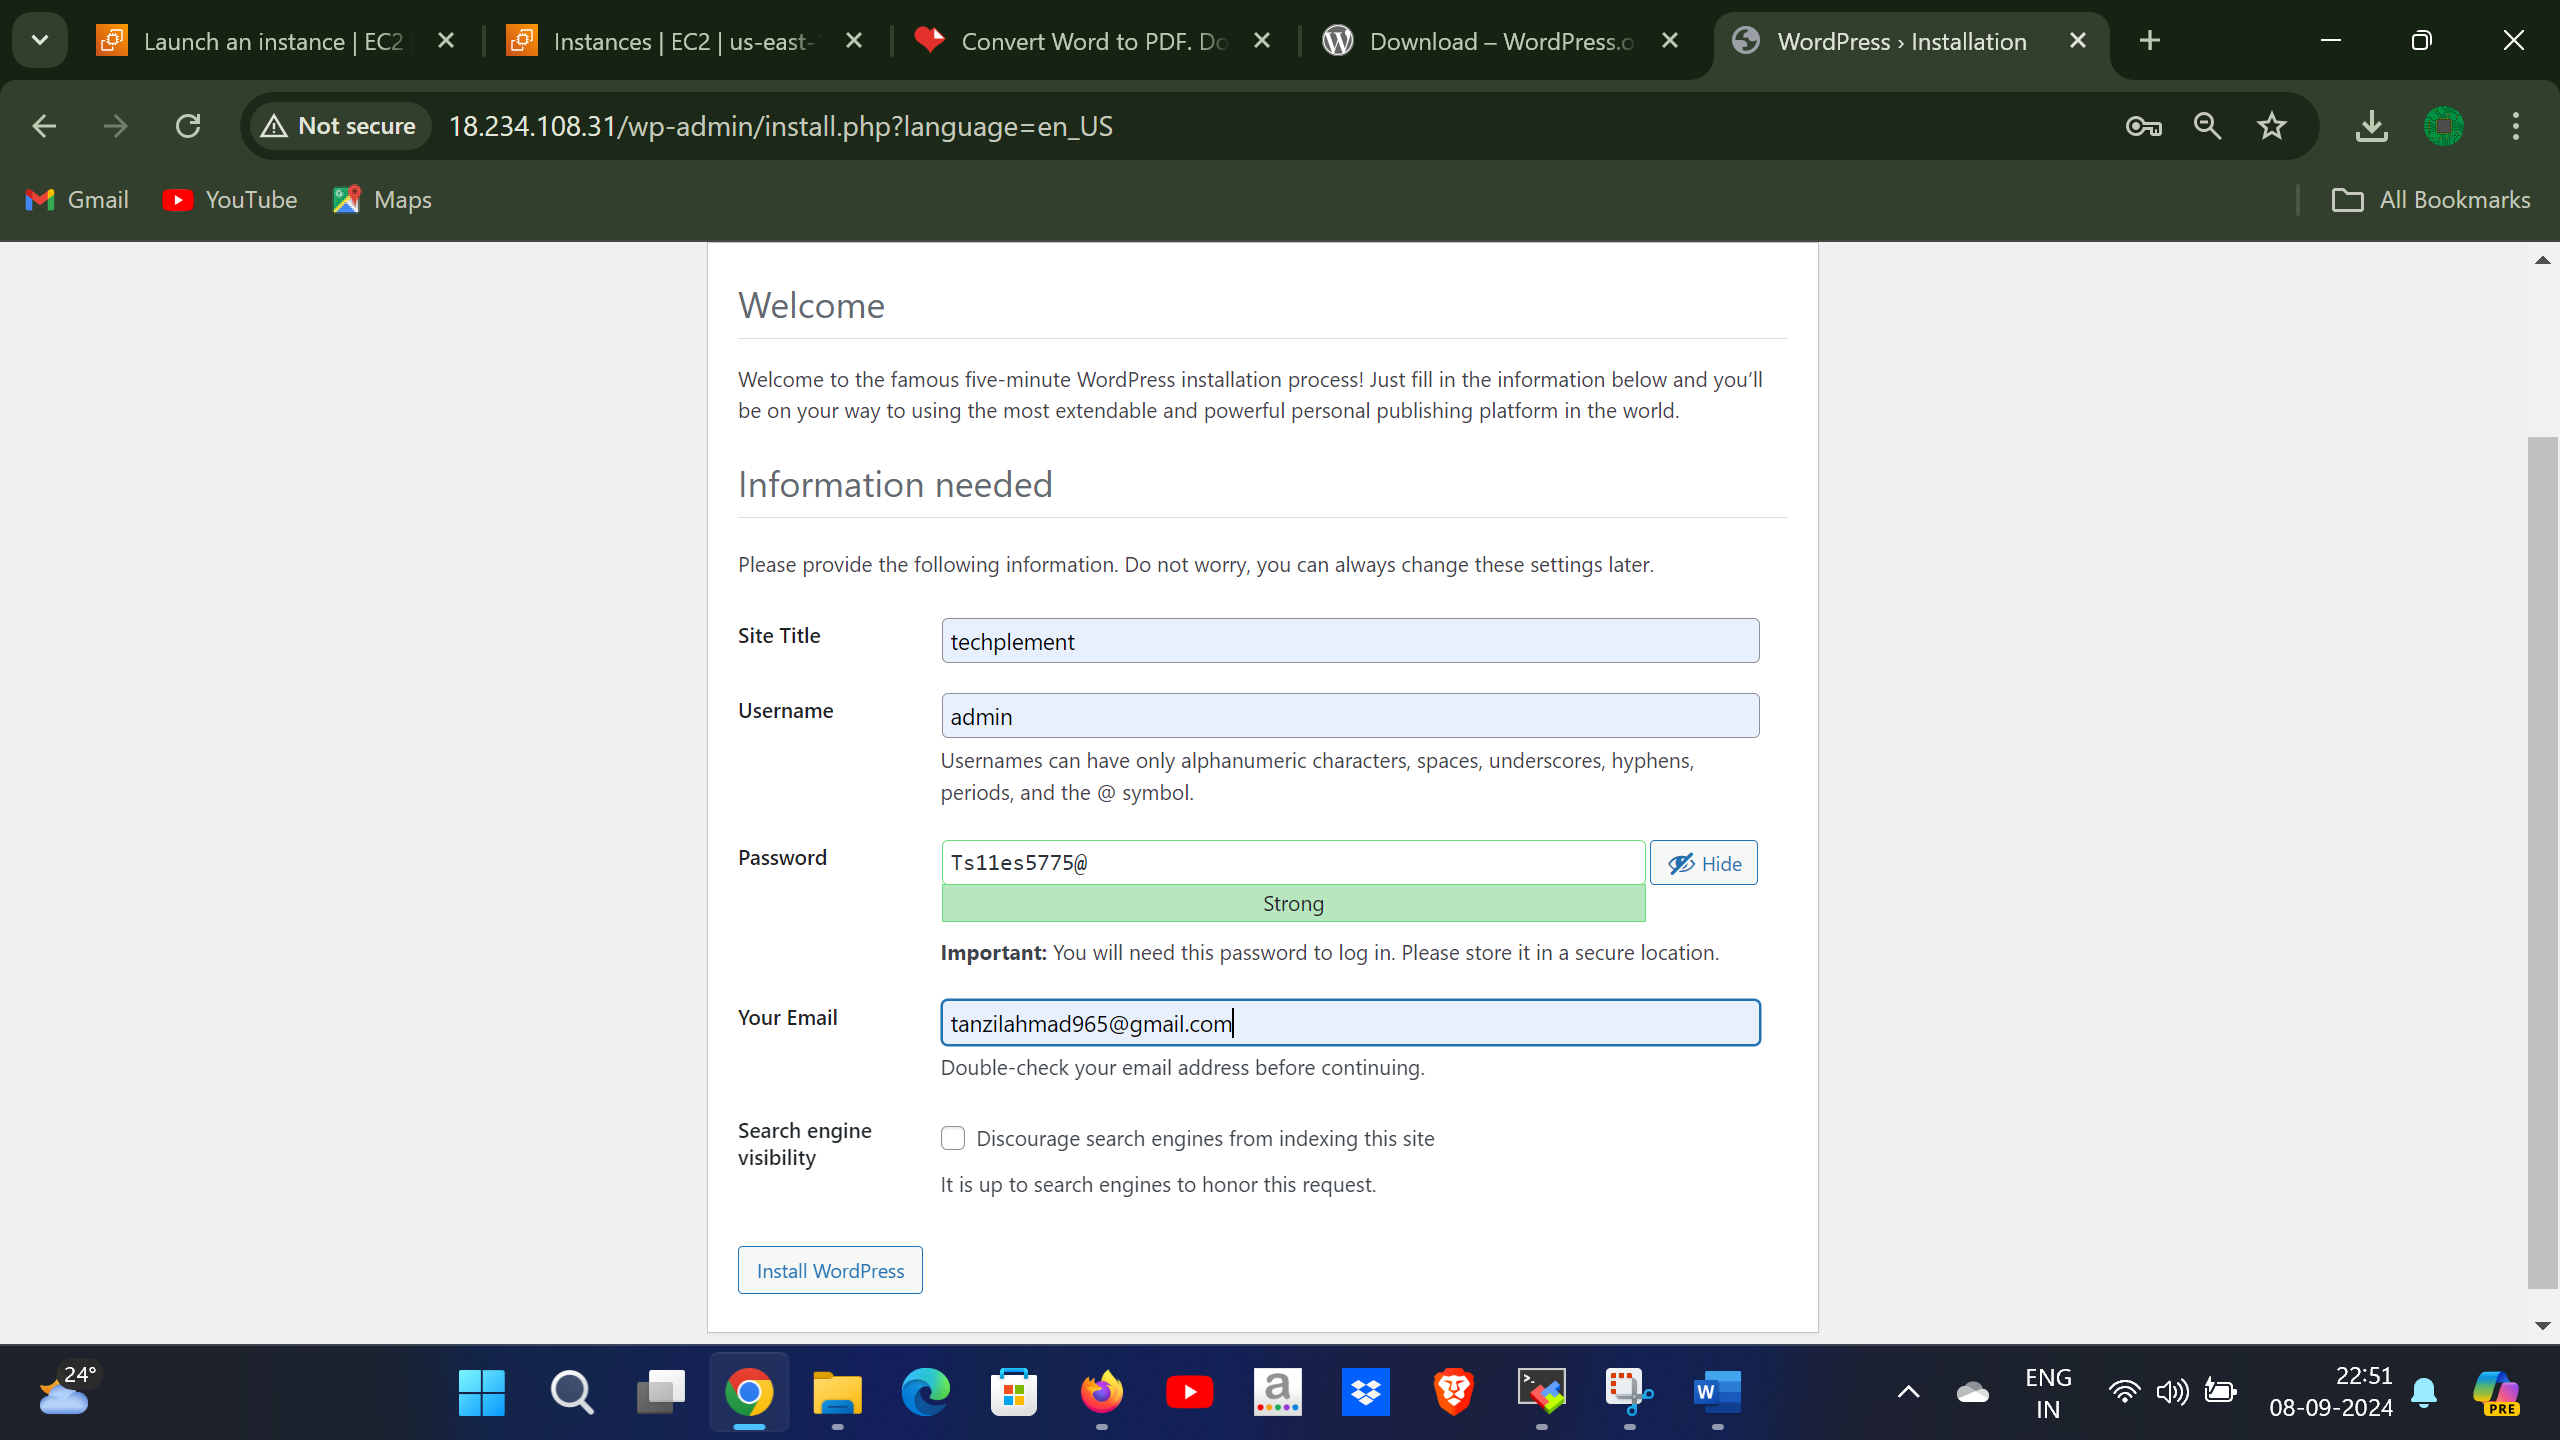 Launch an instance | EC2
Instances | EC2 | us-east-
Convert Word to PDF. Do
Download – WordPress.o
WordPress › Installation
Not secure
18.234.108.31/wp-admin/install.php?language=en_US
Gmail
YouTube
Maps
All Bookmarks
Welcome
Welcome to the famous five-minute WordPress installation process! Just fill in the information below and you’ll
be on your way to using the most extendable and powerful personal publishing platform in the world.
Information needed
Please provide the following information. Do not worry, you can always change these settings later.
Site Title
techplement
Username
admin
Usernames can have only alphanumeric characters, spaces, underscores, hyphens,
periods, and the @ symbol.
Password
Ts11es5775@
Hide
Strong
Important: You will need this password to log in. Please store it in a secure location.
Your Email
tanzilahmad965@gmail.com
Double-check your email address before continuing.
Search engine
visibility
Discourage search engines from indexing this site
It is up to search engines to honor this request.
Install WordPress
24°
ENG
IN
22:51
08-09-2024
PRE